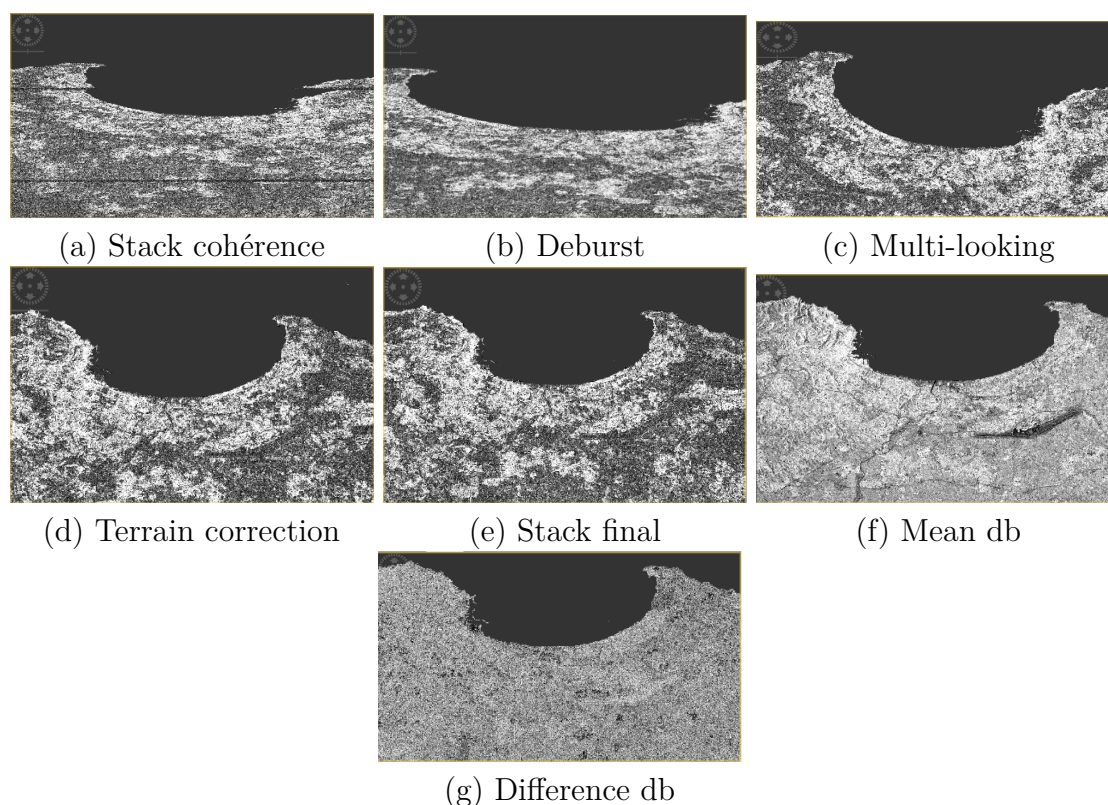 (a) Stack cohérence
(b) Deburst
(c) Multi-looking
(d) Terrain correction
(e) Stack final
(f) Mean db
(g) Difference db